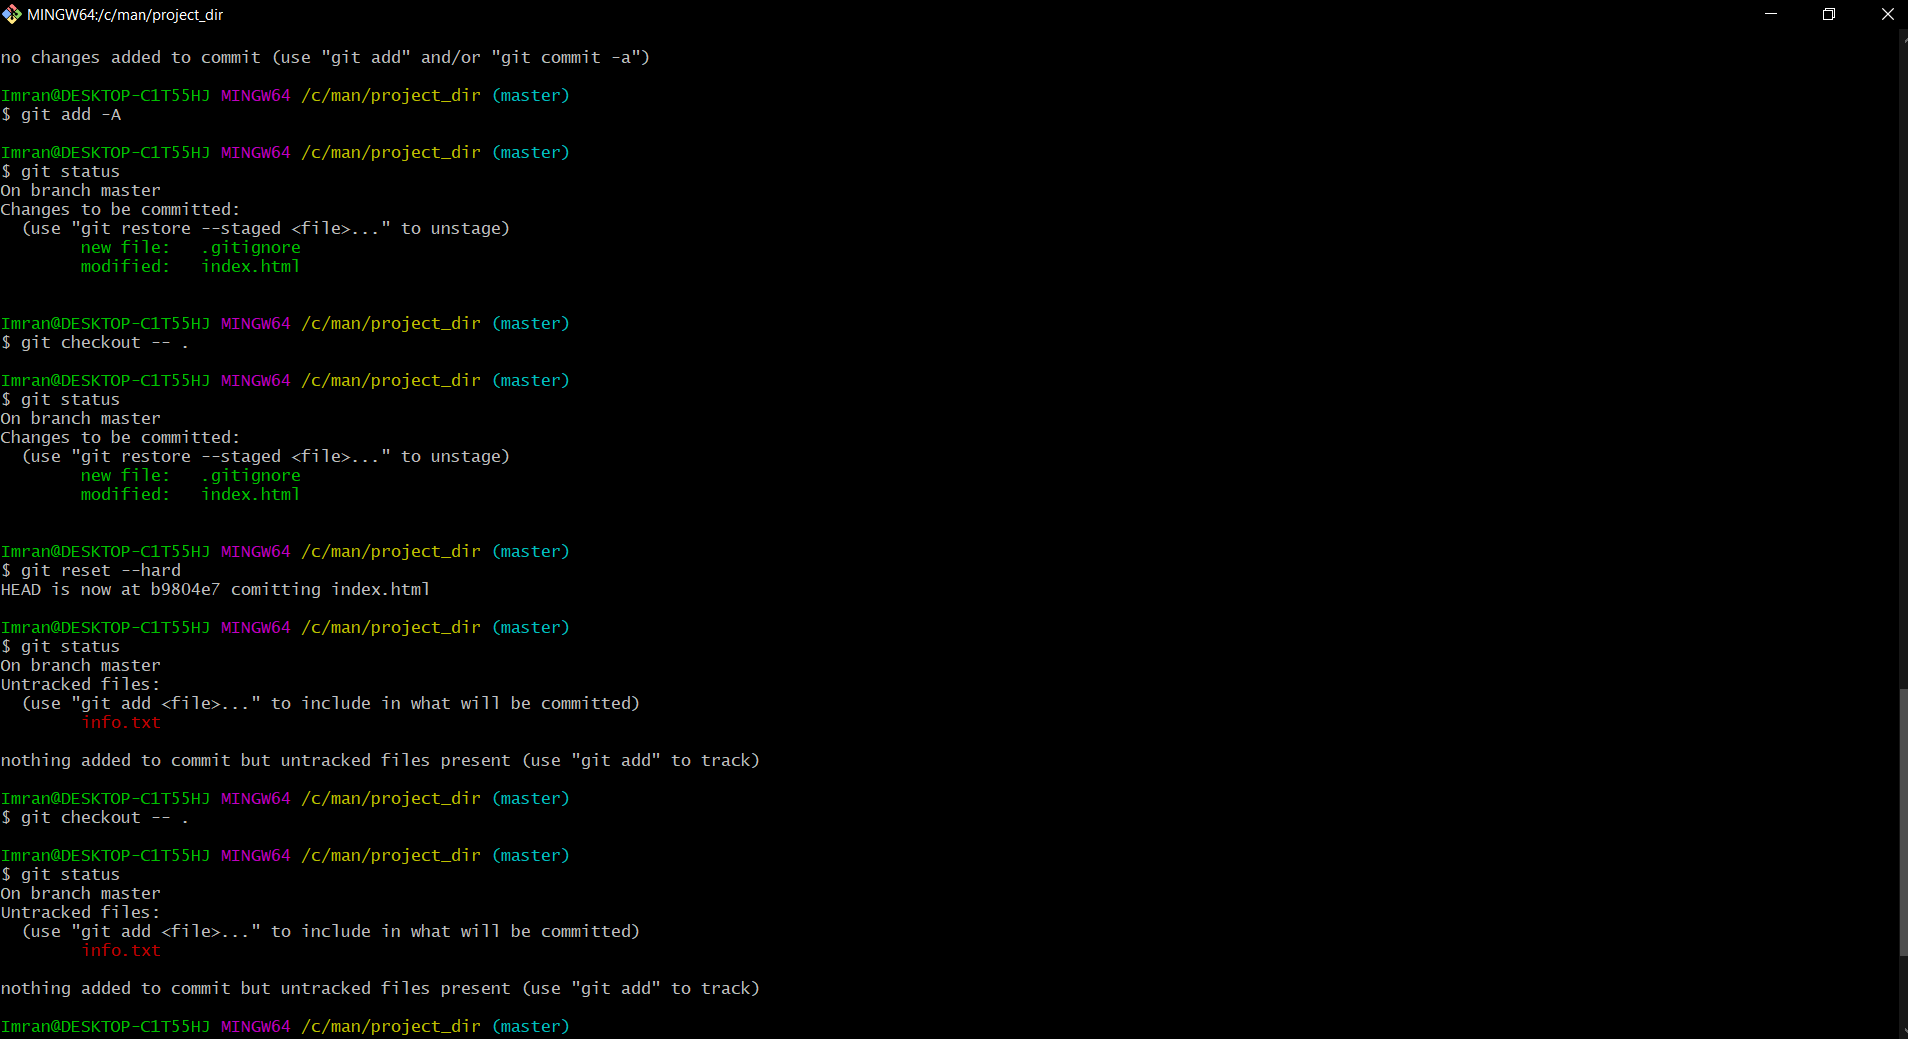 MINGW64:/c/man/project_dir
no changes added to commit (use "git add" and/or "git commit -a")
Imran@DESKTOP-C1T55HJ MINGW64 /c/man/project_dir (master)
$ git add -A
Imran@DESKTOP-C1T55HJ MINGW64 /c/man/project_dir (master)
$ git status
On branch master
Changes to be committed:
  (use "git restore --staged <file>..." to unstage)
        new file:   .gitignore
        modified:   index.html
Imran@DESKTOP-C1T55HJ MINGW64 /c/man/project_dir (master)
$ git checkout -- .
Imran@DESKTOP-C1T55HJ MINGW64 /c/man/project_dir (master)
$ git status
On branch master
Changes to be committed:
  (use "git restore --staged <file>..." to unstage)
        new file:   .gitignore
        modified:   index.html
Imran@DESKTOP-C1T55HJ MINGW64 /c/man/project_dir (master)
$ git reset --hard
HEAD is now at b9804e7 comitting index.html
Imran@DESKTOP-C1T55HJ MINGW64 /c/man/project_dir (master)
$ git status
On branch master
Untracked files:
  (use "git add <file>..." to include in what will be committed)
        info.txt
nothing added to commit but untracked files present (use "git add" to track)
Imran@DESKTOP-C1T55HJ MINGW64 /c/man/project_dir (master)
$ git checkout -- .
Imran@DESKTOP-C1T55HJ MINGW64 /c/man/project_dir (master)
$ git status
On branch master
Untracked files:
  (use "git add <file>..." to include in what will be committed)
        info.txt
nothing added to commit but untracked files present (use "git add" to track)
Imran@DESKTOP-C1T55HJ MINGW64 /c/man/project_dir (master)